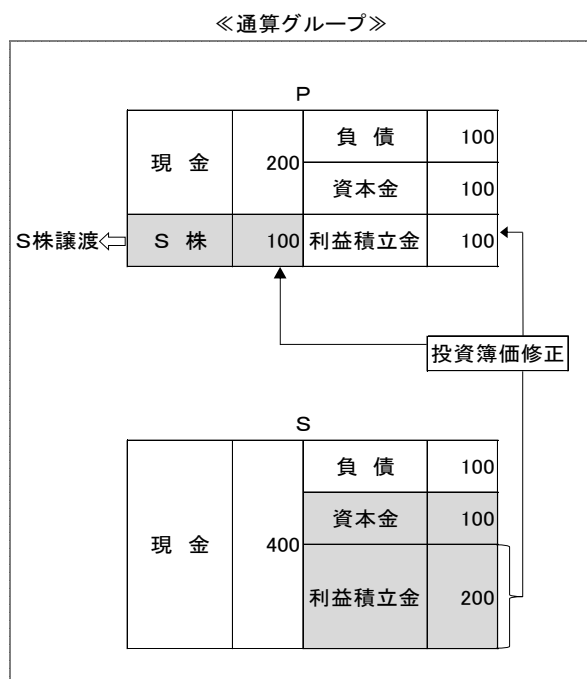 ≪通算グループ≫
P
現 金 200 負 債 100
資本金 100
S株譲渡 S 株 100 利益積立金 100
投資簿価修正
S
現 金 400 負 債 100
資本金 100
利益積立金 200